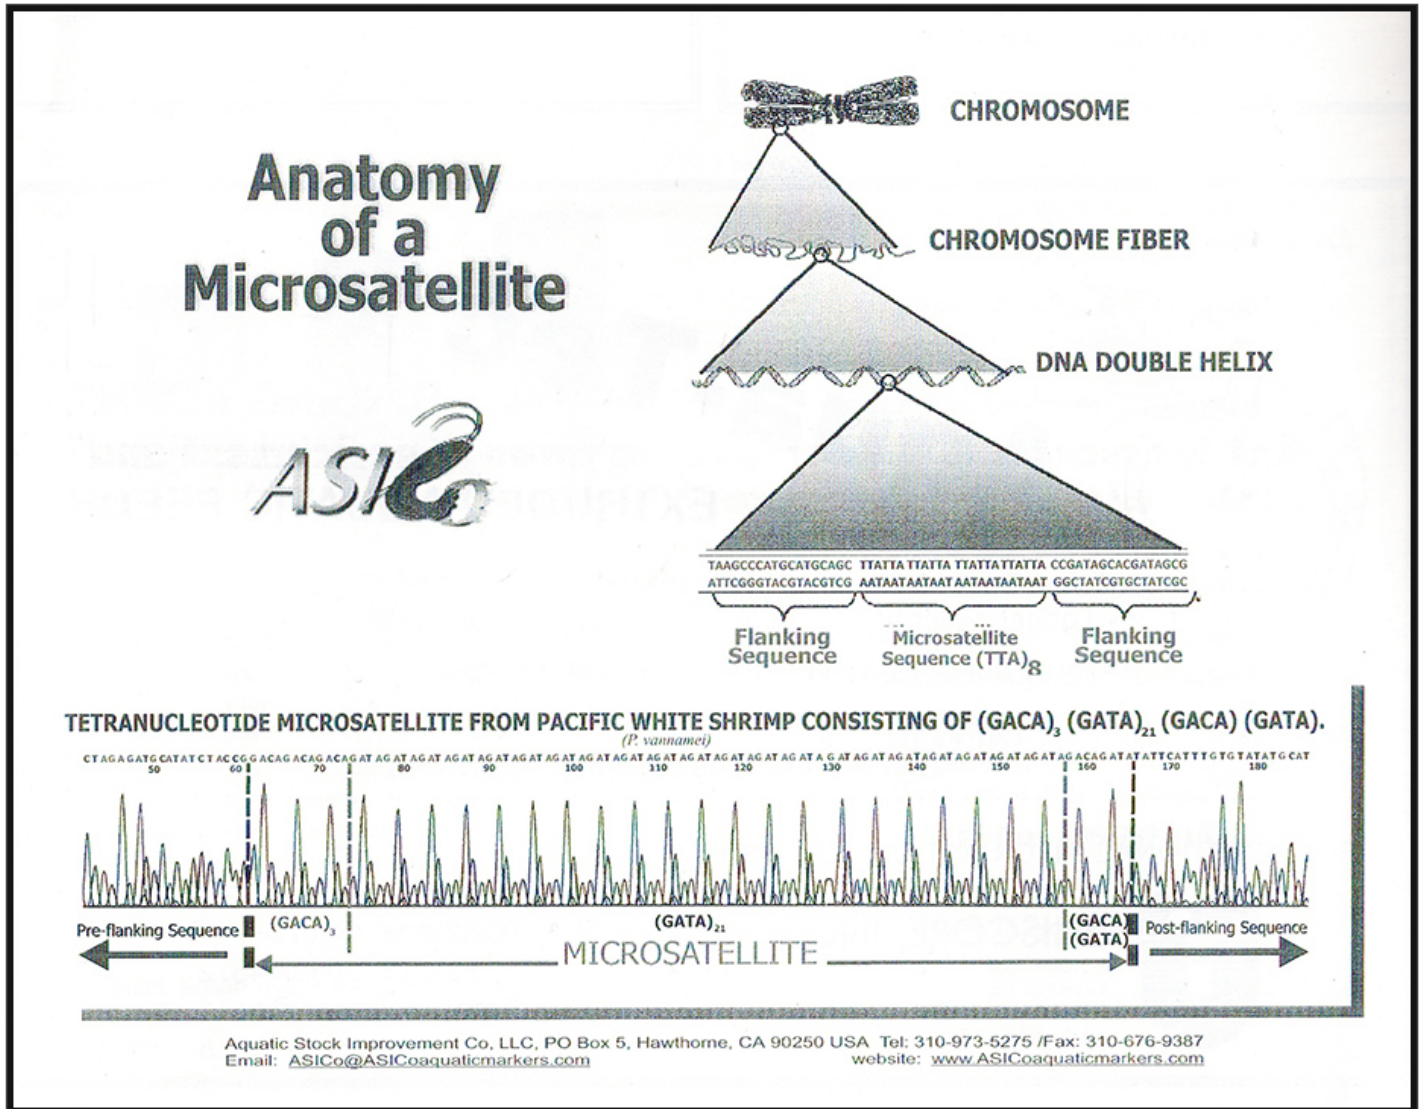 Anatomy
of a
Microsatellite
ASICo
CHROMOSOME
CHROMOSOME FIBER
DNA DOUBLE HELIX
TAAGCCCATGCATGCAGC TTATTA TTATTA TTATTATTATTA CCGATAGCACGATAGCG
ATTCGGGTACGTACGTCG AATAATAATAAT AATAATAATAAT GGCTATCGTGCTATCGC
Flanking Sequence
Microsatellite Sequence (TTA)8
Flanking Sequence
TETRANUCLEOTIDE MICROSATELLITE FROM PACIFIC WHITE SHRIMP CONSISTING OF (GACA)3 (GATA)21 (GACA) (GATA).
(P. vannamei)
CTAGAGATGCATATCTACCGGACAGACAGACAGATAGATAGATAGATAGATAGATAGATAGATAGATAGATAGATAGATAGATAGATAGATAGATAGATAGATAGATAGATAGACAGATATATTCATTTGTGTATATGCAT
50 60 70 80 90 100 110 120 130 140 150 160 170 180
Pre-flanking Sequence
(GACA)3
(GATA)21
(GACA)
(GATA)
Post-flanking Sequence
MICROSATELLITE
Aquatic Stock Improvement Co, LLC, PO Box 5, Hawthorne, CA 90250 USA Tel: 310-973-5275 /Fax: 310-676-9387
Email: ASICo@ASICoaquaticmarkers.com website: www.ASICoaquaticmarkers.com